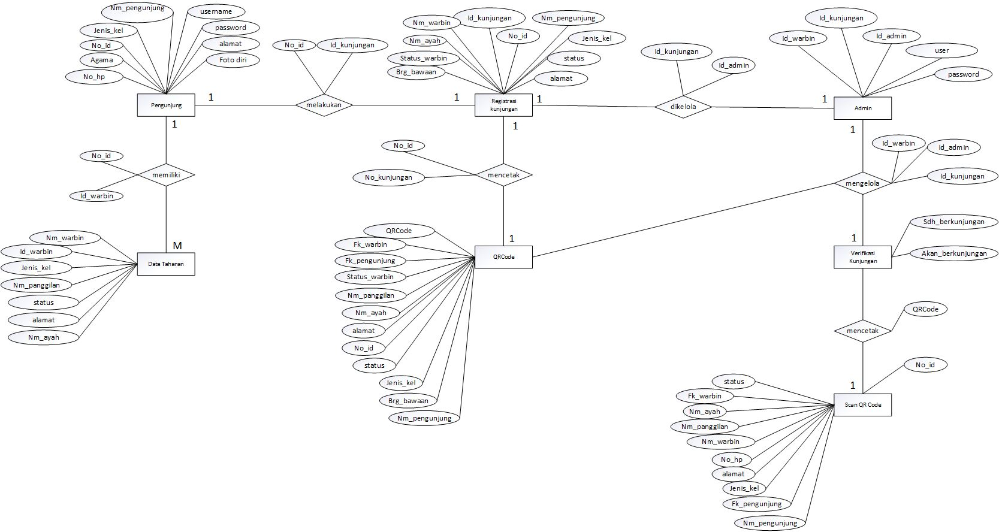 Nm_pengunjung
username
Jenis_kel
password
No_id
alamat
Agama
Foto diri
No_hp
Pengunjung
1
1
No_id
Id_kunjungan
melakukan
1
Nm_warbin
Id_kunjungan
Nm_pengunjung
Nm_ayah
No_id
Jenis_kel
Status_warbin
status
Brg_bawaan
alamat
Registrasi
kunjungan
1
1
Id_kunjungan
Id_admin
dikelola
1
Id_kunjungan
Id_warbin
Id_admin
user
password
Admin
1
No_id
memiliki
Id_warbin
M
Nm_warbin
Id_warbin
Jenis_kel
Nm_panggilan
status
alamat
Nm_ayah
Data Tahanan
No_id
No_kunjungan
mencetak
1
QRCode
Fk_warbin
Fk_pengunjung
Status_warbin
Nm_panggilan
Nm_ayah
alamat
No_id
status
Jenis_kel
Brg_bawaan
Nm_pengunjung
QRCode
Id_warbin
Id_admin
Id_kunjungan
mengelola
1
Sdh_berkunjungan
Akan_berkunjungan
Verifikasi
Kunjungan
QRCode
mencetak
No_id
1
status
Fk_warbin
Nm_ayah
Nm_panggilan
Nm_warbin
No_hp
alamat
Jenis_kel
Fk_pengunjung
Nm_pengunjung
Scan QR Code